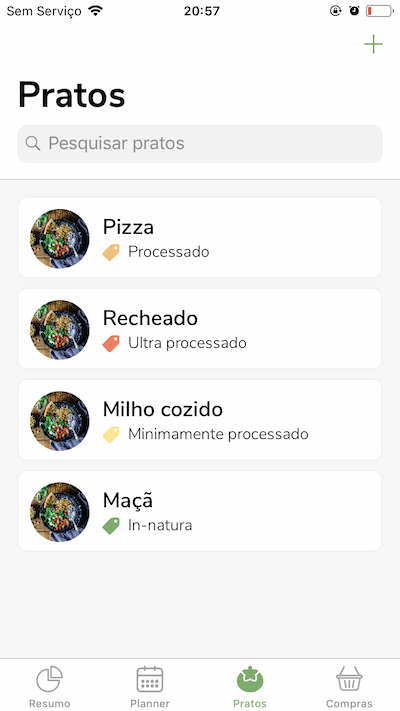 Sem Serviço 20:57
Pratos
Pesquisar pratos
Pizza
Processado
Recheado
Ultra processado
Milho cozido
Minimamente processado
Maçã
In-natura
Resumo Planner Pratos Compras